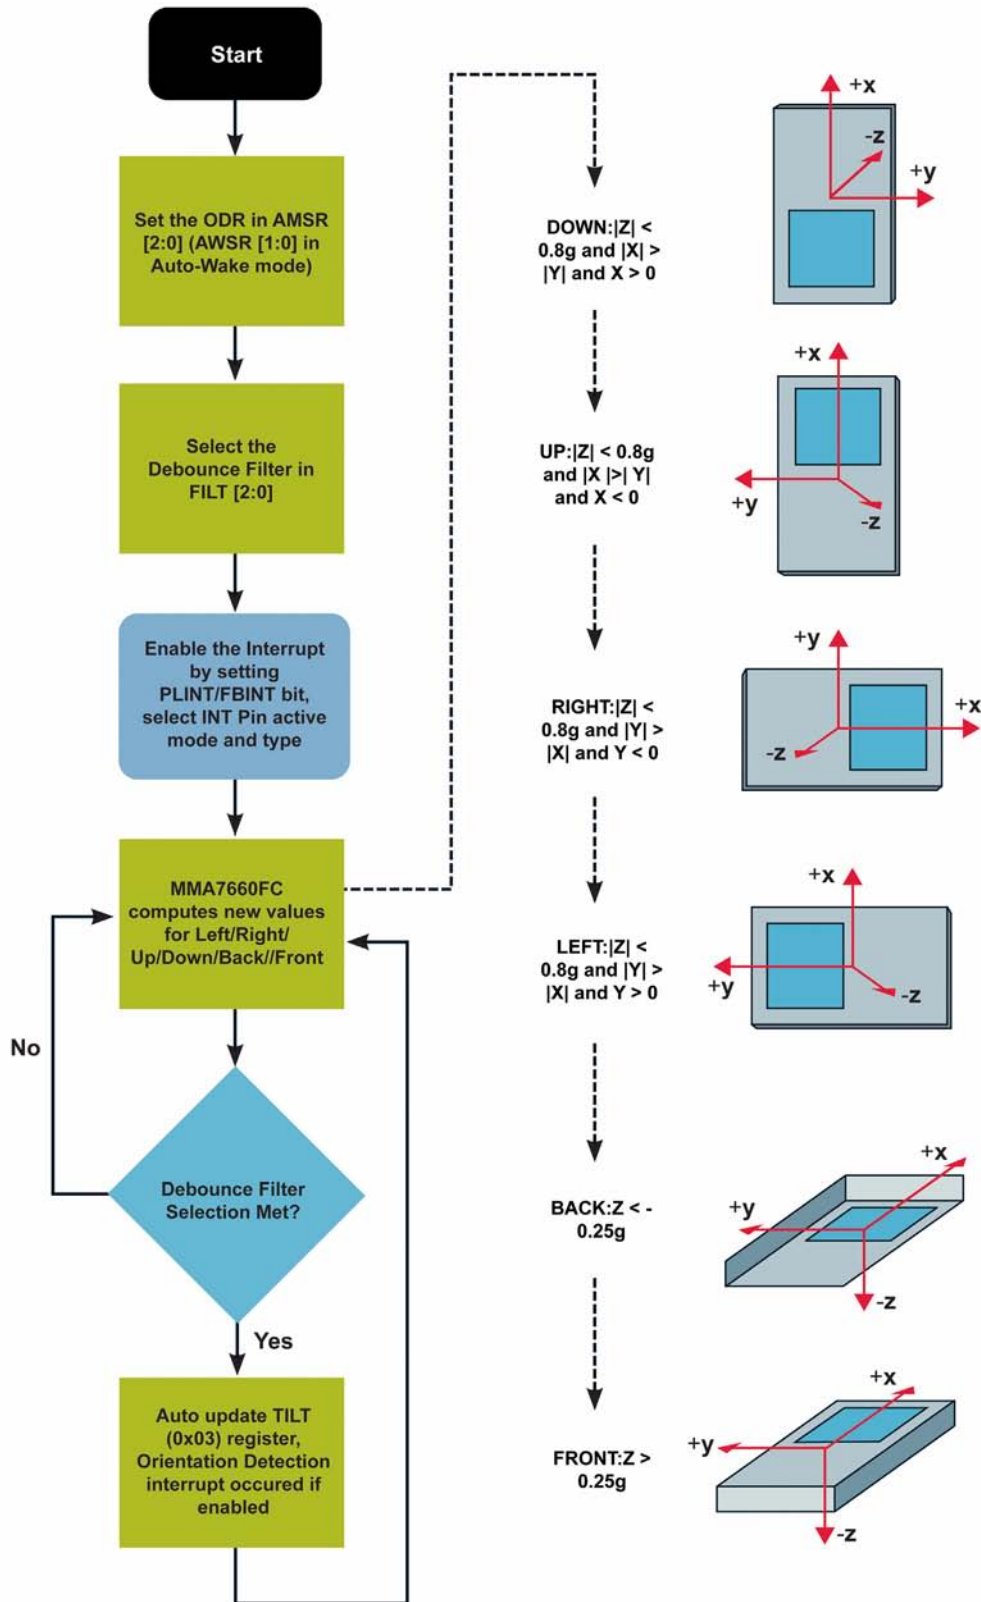 Start
Set the ODR in AMSR
[2:0] (AWSR [1:0] in
Auto-Wake mode)
Select the
Debounce Filter in
FILT [2:0]
Enable the Interrupt
by setting
PLINT/FBINT bit,
select INT Pin active
mode and type
MMA7660FC
computes new values
for Left/Right/
Up/Down/Back//Front
No
Debounce Filter
Selection Met?
Yes
Auto update TILT
(0x03) register,
Orientation Detection
interrupt occured if
enabled
DOWN:|Z| <
0.8g and |X| >
|Y| and X > 0
+x
-z
+y
UP:|Z| < 0.8g
and |X |>| Y|
and X < 0
+x
+y
-z
RIGHT:|Z| <
0.8g and |Y| >
|X| and Y < 0
+y
+x
-z
LEFT:|Z| <
0.8g and |Y| >
|X| and Y > 0
+x
+y
-z
BACK:Z < -
0.25g
+x
+y
-z
FRONT:Z >
0.25g
+x
+y
-z